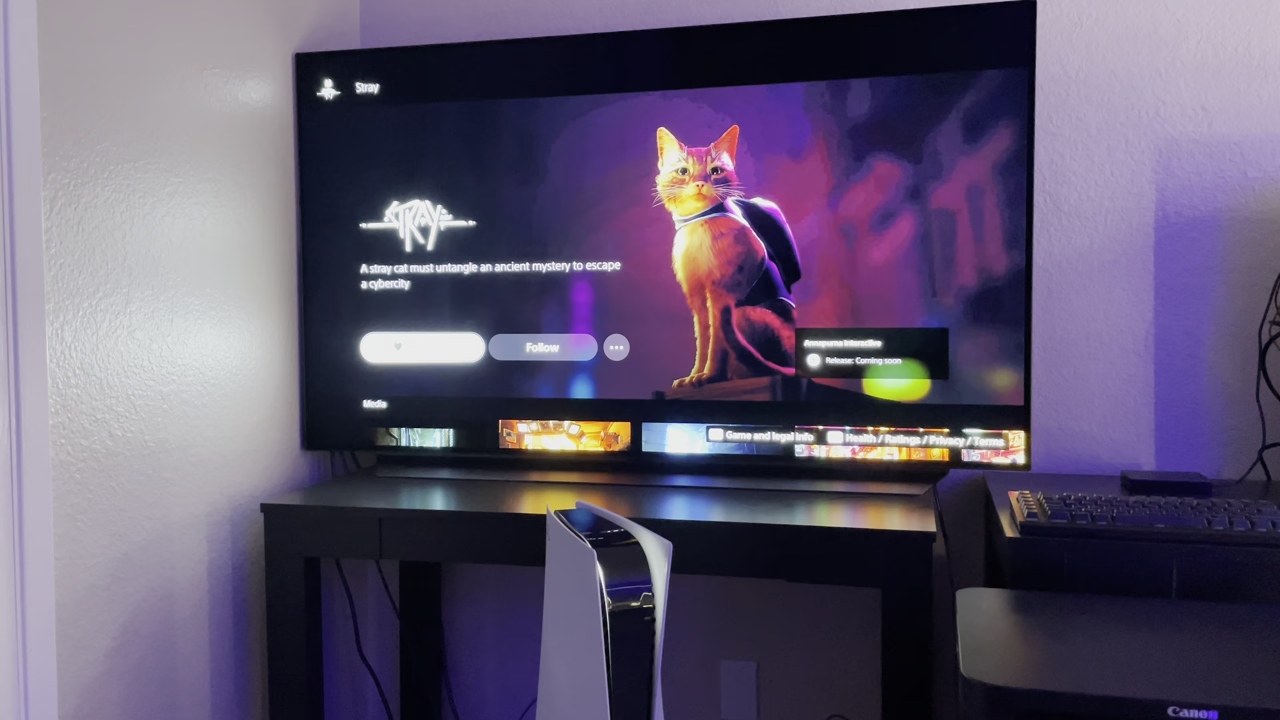 Stray
STRAY
A stray cat must untangle an ancient mystery to escape
a cybercity
Follow
Annapurna Interactive
Release: Coming soon
Media
Game and legal info
Health / Ratings / Privacy / Terms
Canon